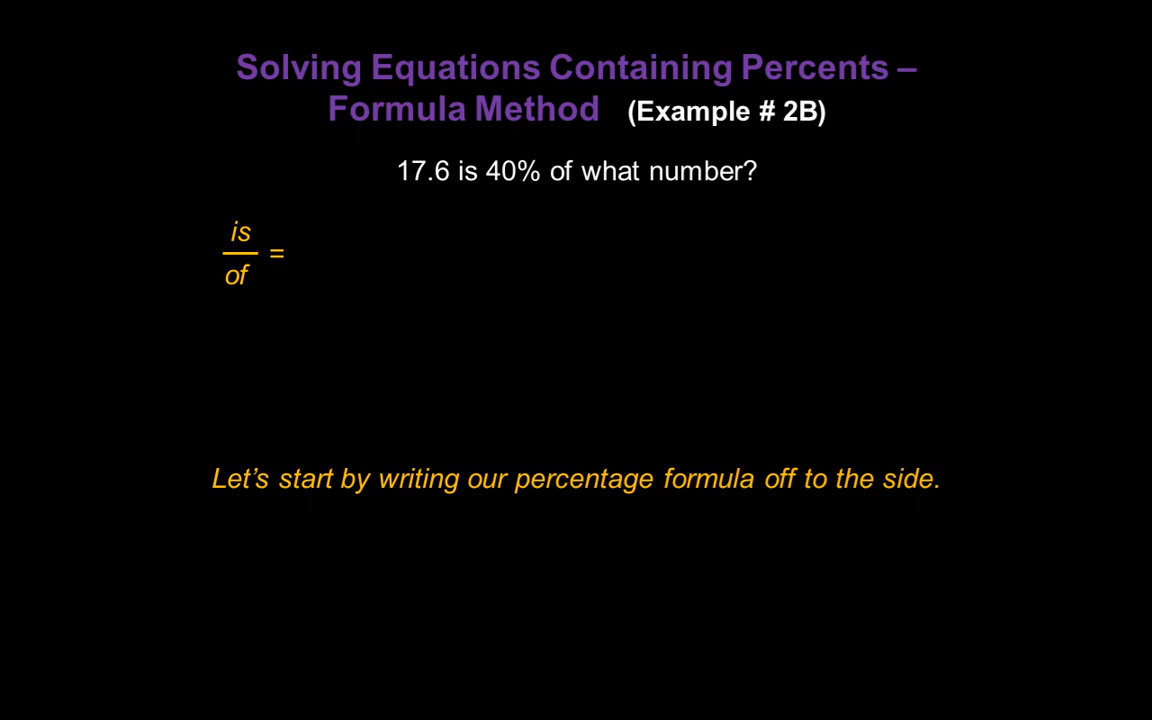 Solving Equations Containing Percents –
Formula Method (Example # 2B)
17.6 is 40% of what number?
is
=
of
Let’s start by writing our percentage formula off to the side.